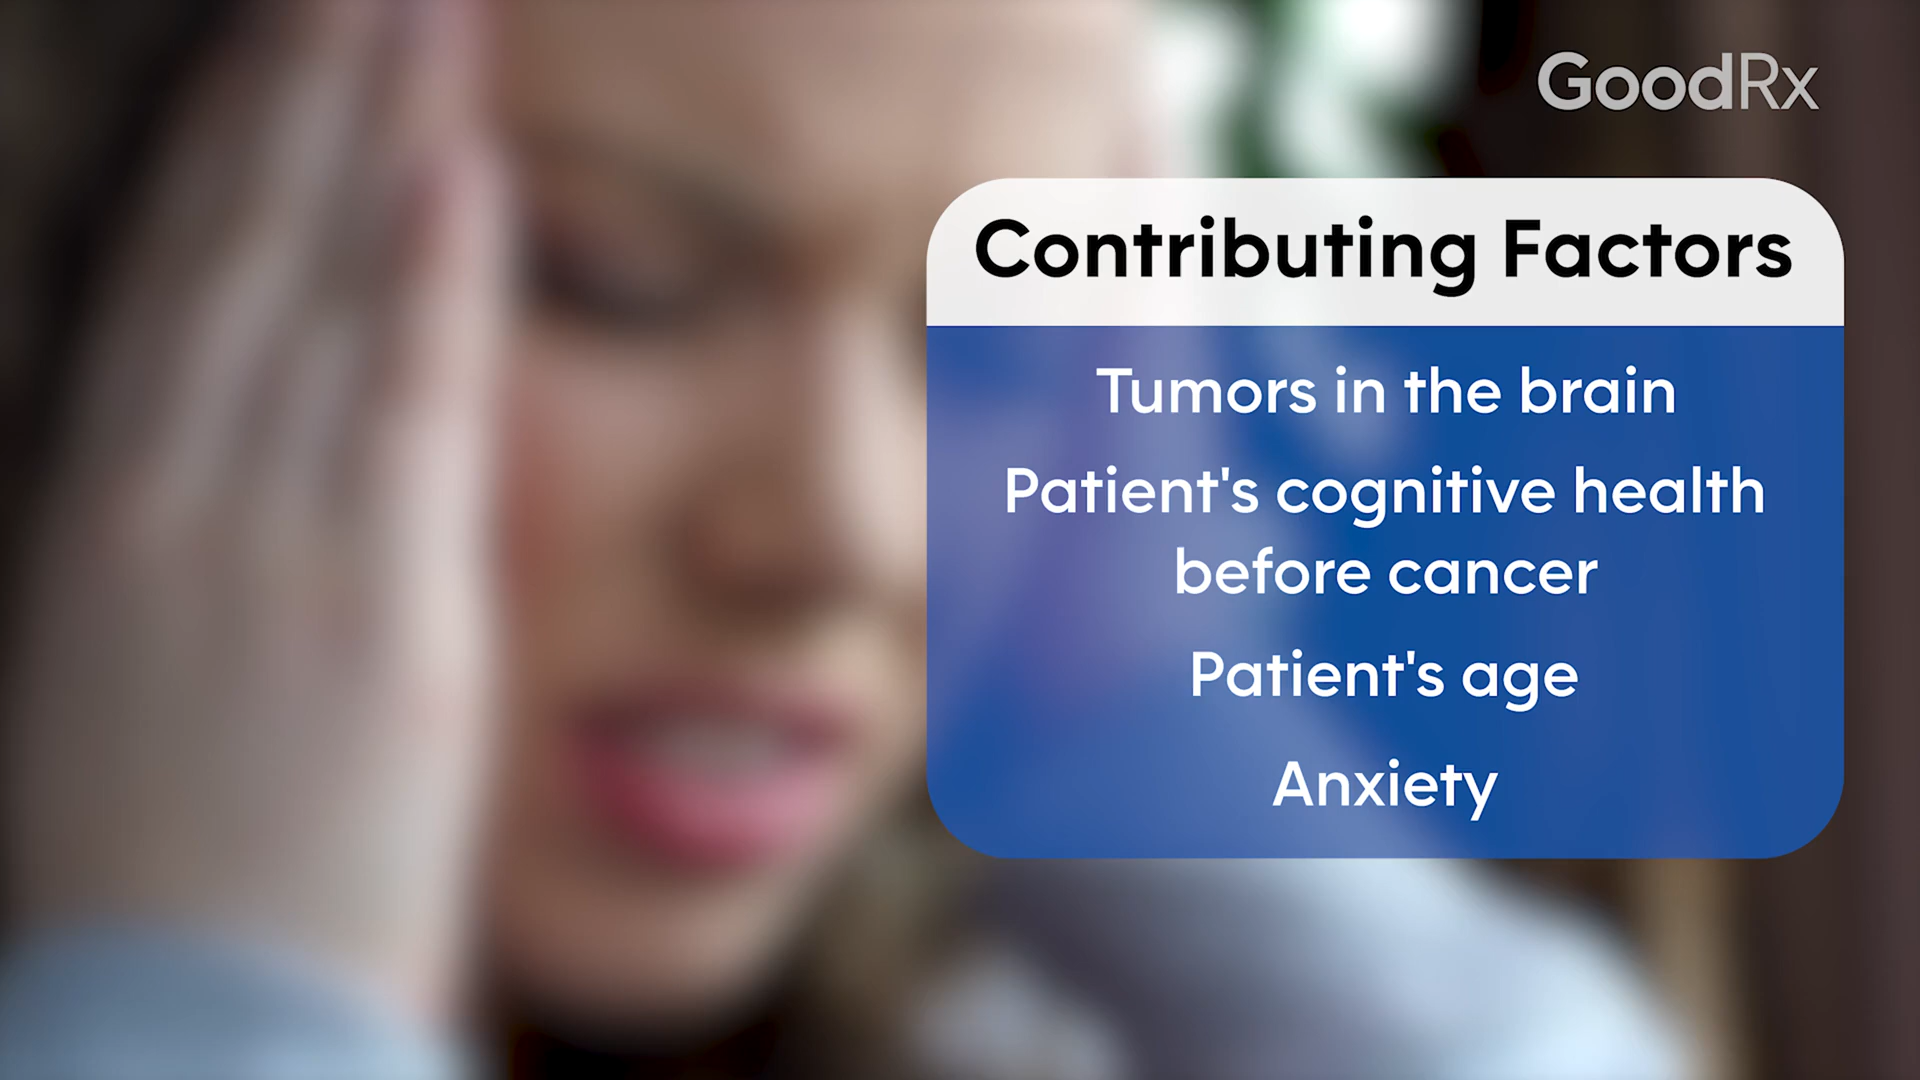 GoodRx
Contributing Factors
Tumors in the brain
Patient's cognitive health
before cancer
Patient's age
Anxiety